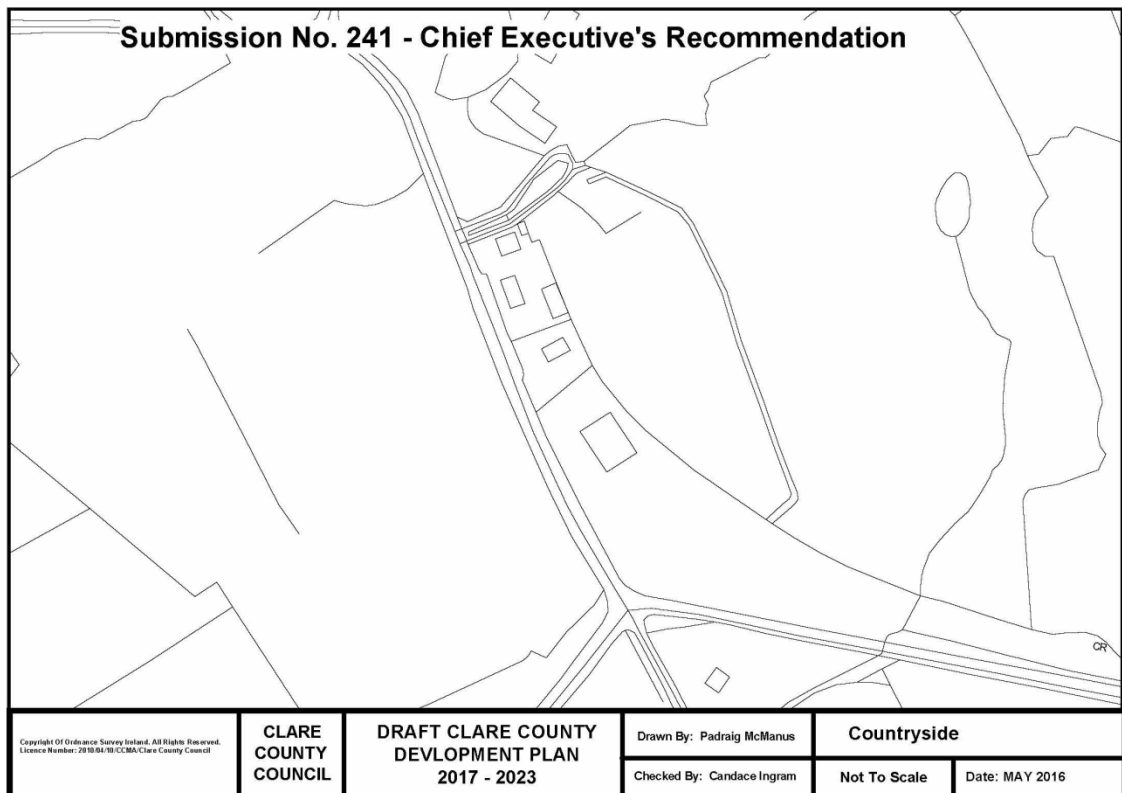 Submission No. 241 - Chief Executive's Recommendation
CR
Copyright Of Ordnance Survey Ireland. All Rights Reserved.
Licence Number: 2010/04/10/CCMA/Clare County Council
CLARE
COUNTY
COUNCIL
DRAFT CLARE COUNTY
DEVLOPMENT PLAN
2017 - 2023
Drawn By: Padraig McManus
Checked By: Candace Ingram
Countryside
Not To Scale
Date: MAY 2016